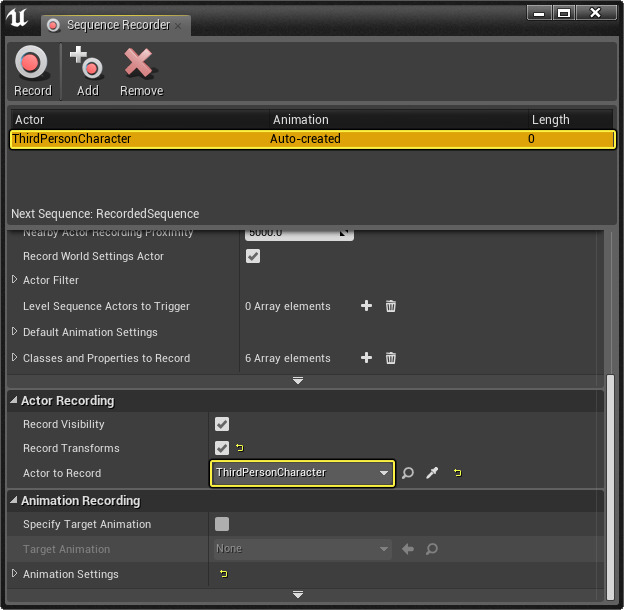 Sequence Recorder
Record Add Remove
Actor Animation Length
ThirdPersonCharacter Auto-created 0
Next Sequence: RecordedSequence
Nearby Actor Recording Proximity 5000.0
Record World Settings Actor
Actor Filter
Level Sequence Actors to Trigger 0 Array elements
Default Animation Settings
Classes and Properties to Record 6 Array elements
Actor Recording
Record Visibility
Record Transforms
Actor to Record ThirdPersonCharacter
Animation Recording
Specify Target Animation
Target Animation None
Animation Settings